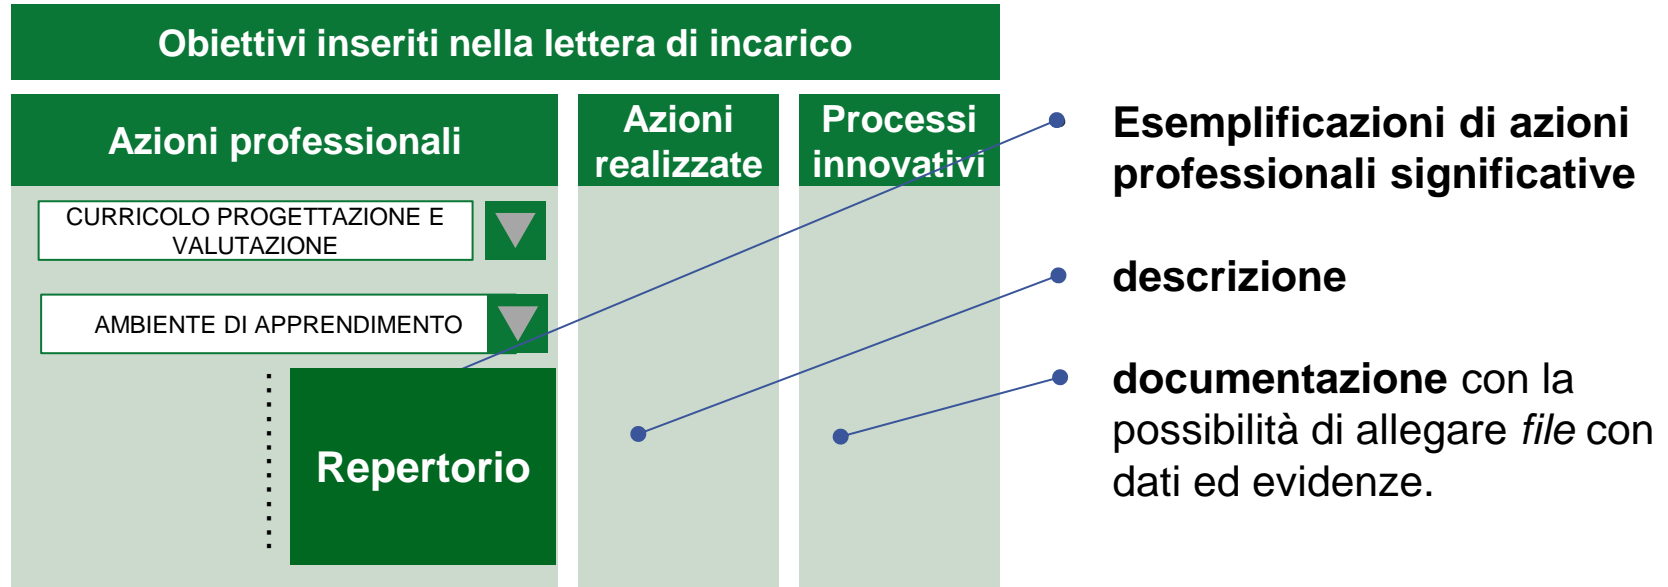 Obiettivi inseriti nella lettera di incarico
Azioni professionali
Azioni
realizzate
Processi
innovativi
CURRICOLO PROGETTAZIONE E
VALUTAZIONE
AMBIENTE DI APPRENDIMENTO
Repertorio
Esemplificazioni di azioni
professionali significative
descrizione
documentazione con la
possibilità di allegare file con
dati ed evidenze.